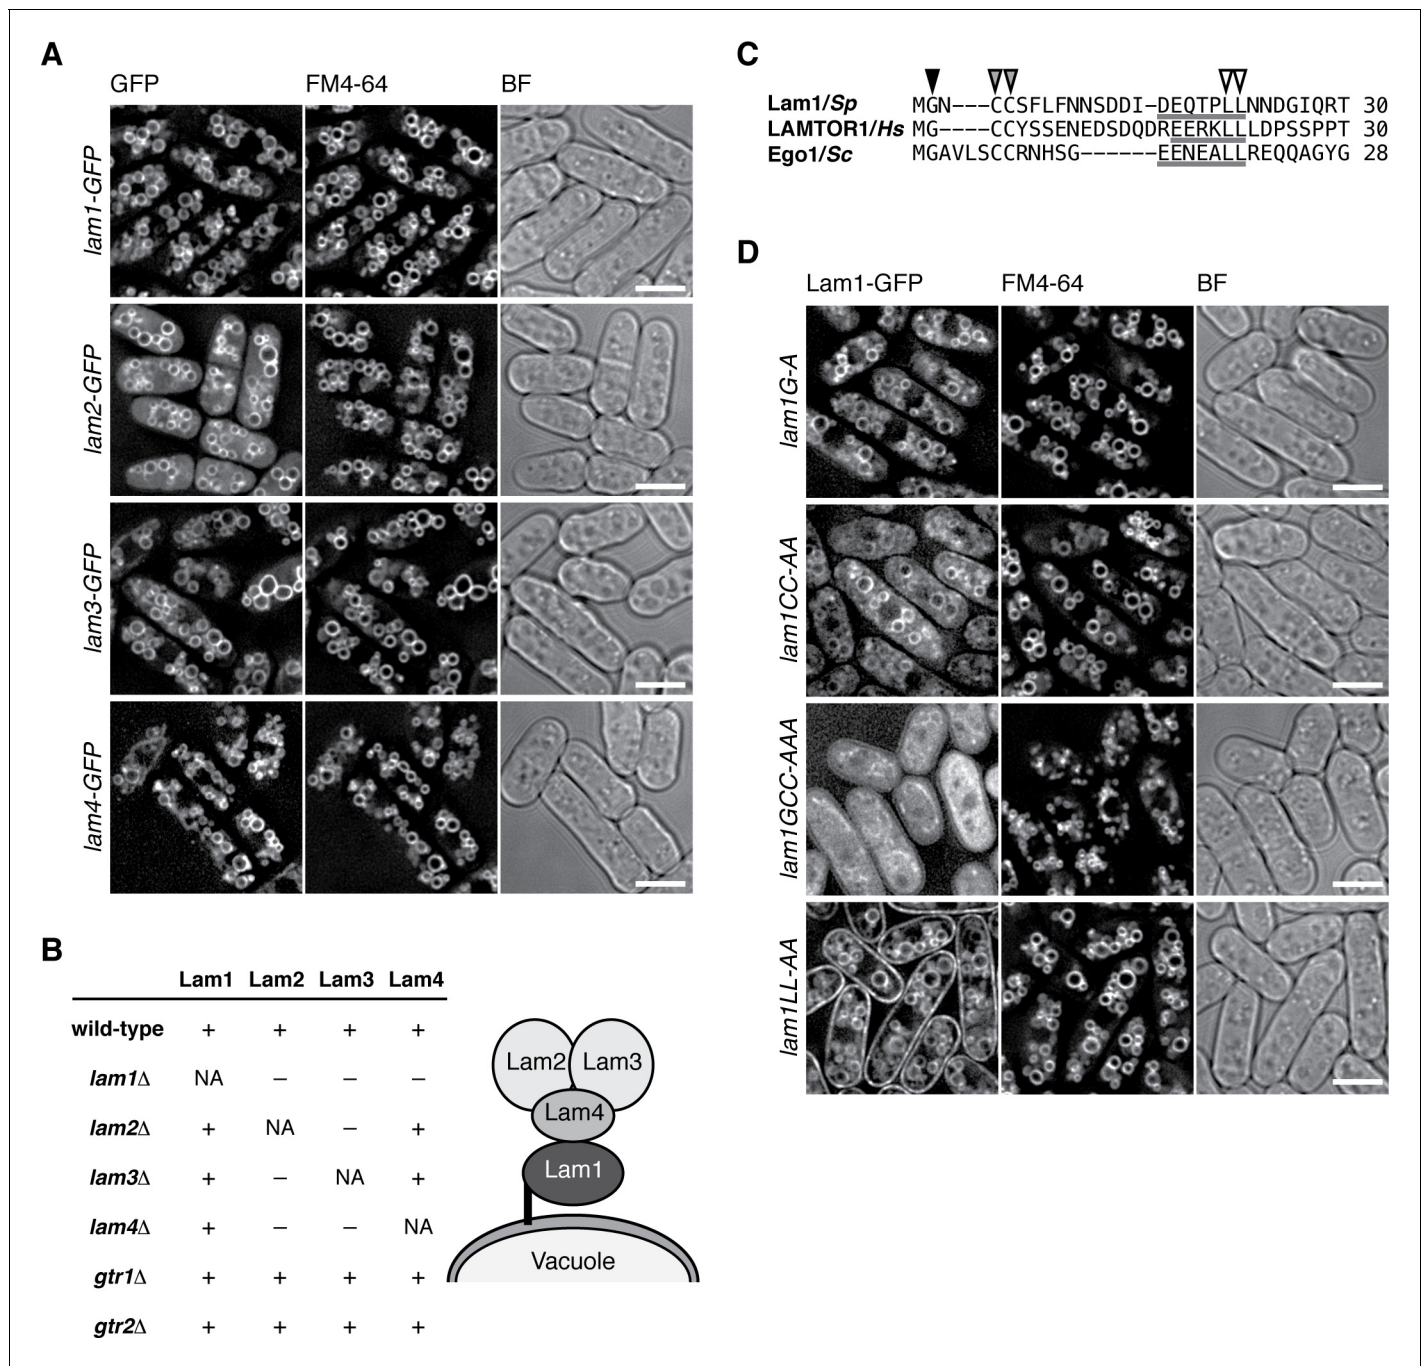 A
GFP FM4-64 BF
lam1-GFP
lam2-GFP
lam3-GFP
lam4-GFP
B
Lam1 Lam2 Lam3 Lam4
wild-type + + + +
lam1Δ NA – – –
lam2Δ + NA – +
lam3Δ + – NA +
lam4Δ + – – NA
gtr1Δ + + + +
gtr2Δ + + + +
Lam2 Lam3
Lam4
Lam1
Vacuole
C
Lam1/Sp MGN---CCSFLFNNSDDI-DEQTPLLNNDGIQRT 30
LAMTOR1/Hs MG----CCYSSENEDSDQDREERKLLLDPSSPPT 30
Ego1/Sc MGAVLSCCRNHSG------EENEALLREQQAGYG 28
D
Lam1-GFP FM4-64 BF
lam1G-A
lam1CC-AA
lam1GCC-AAA
lam1LL-AA